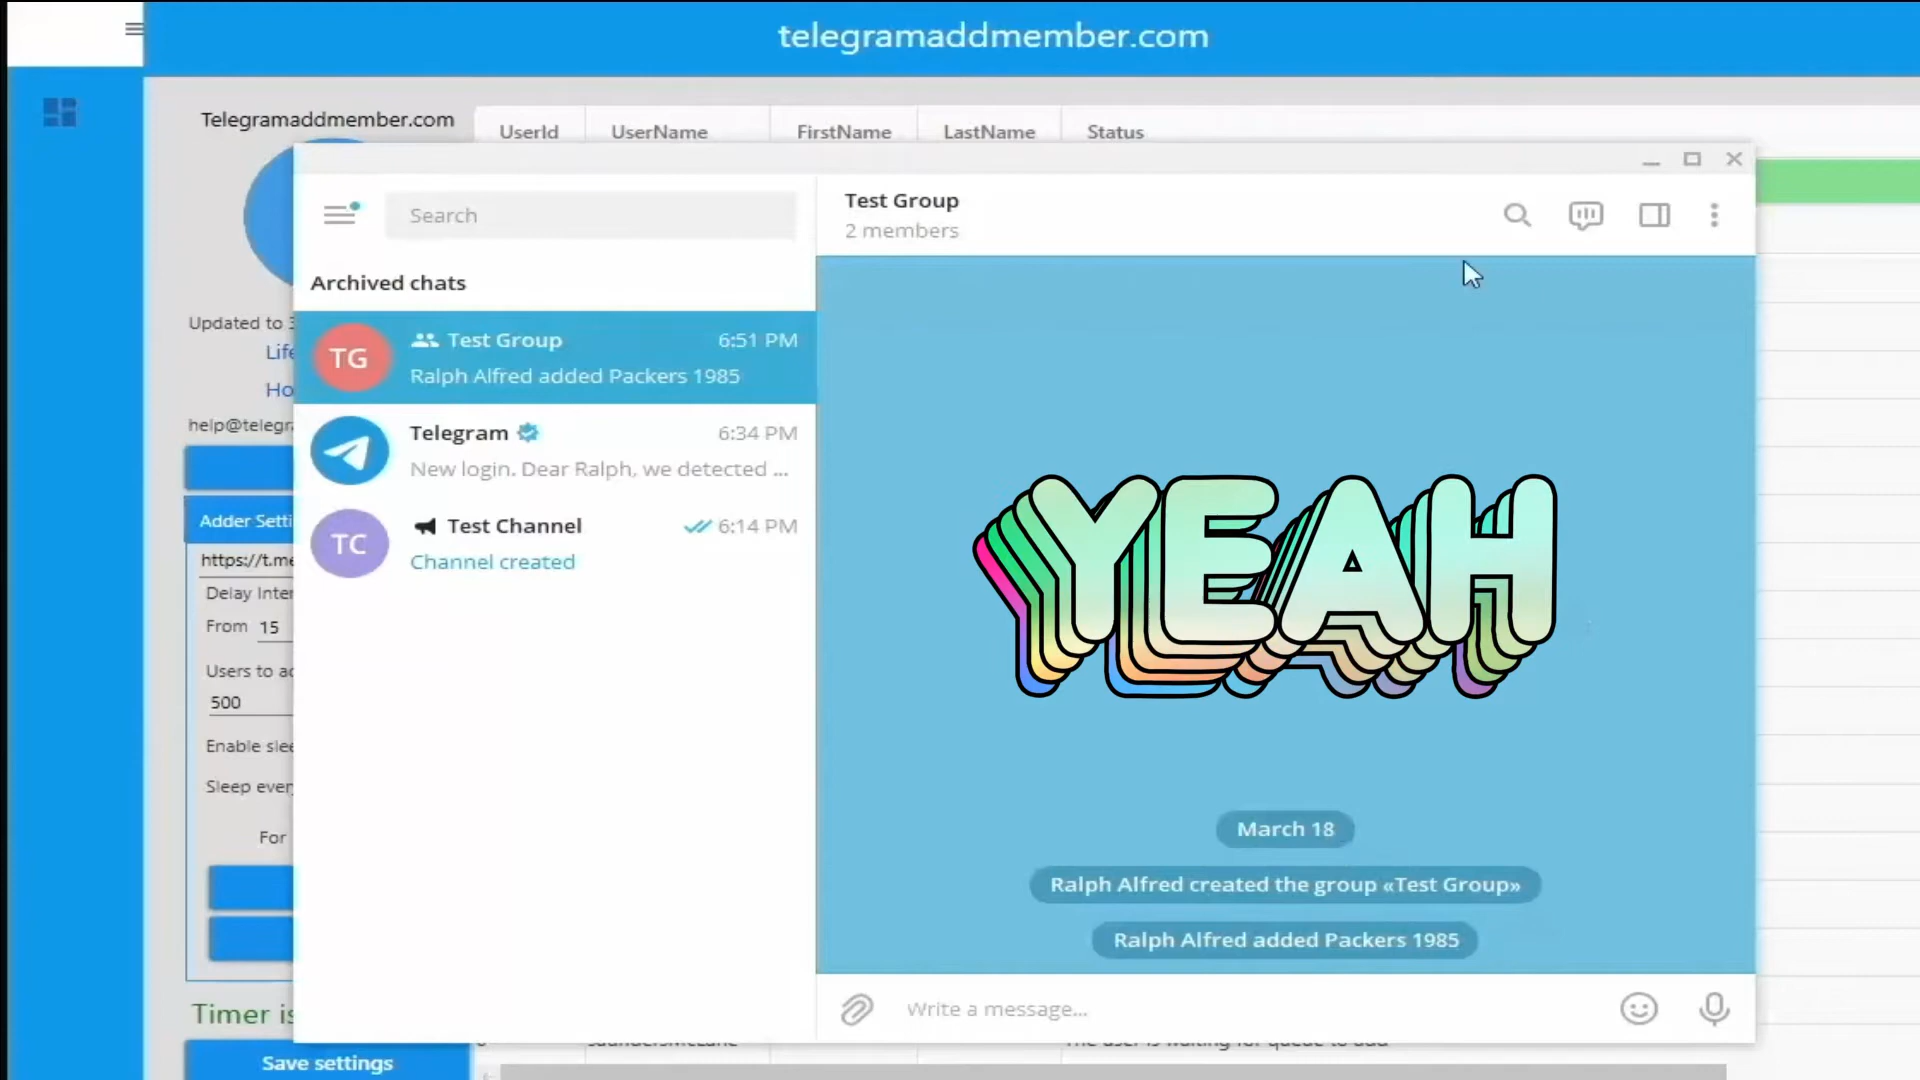 telegramaddmember.com
Telegramaddmember.com
UserId UserName FirstName LastName Status
Test Group
2 members
Search
Archived chats
TG
Test Group 6:51 PM
Ralph Alfred added Packers 1985
Telegram 6:34 PM
New login. Dear Ralph, we detected ...
TC
Test Channel 6:14 PM
Channel created
YEAH
March 18
Ralph Alfred created the group «Test Group»
Ralph Alfred added Packers 1985
Write a message...
Updated to
Life
Ho
help@telegr
Adder Setti
https://t.me
Delay Inter
From 15
Users to ad
500
Enable slee
Sleep every
For
Timer is
Save settings